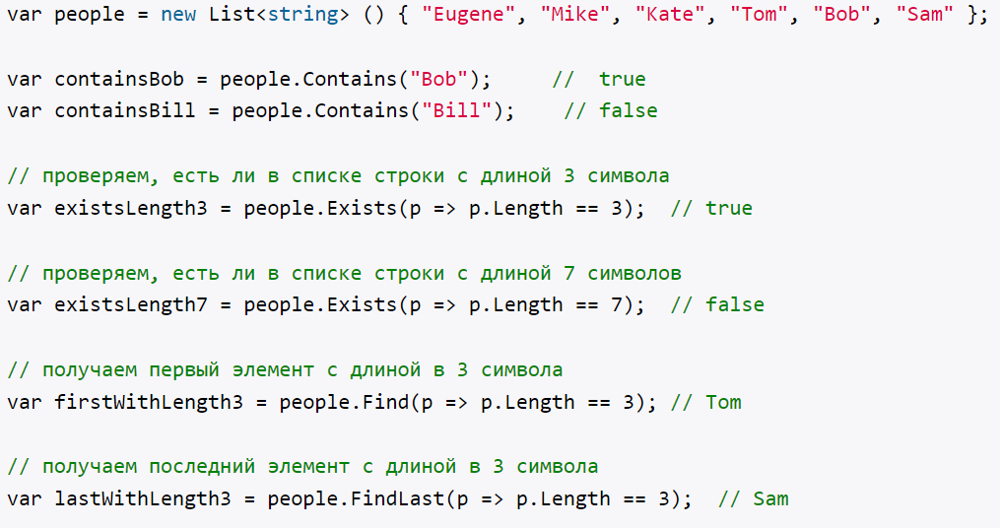 var people = new List<string> () { "Eugene", "Mike", "Kate", "Tom", "Bob", "Sam" };
var containsBob = people.Contains("Bob");     //  true
var containsBill = people.Contains("Bill");    // false
// проверяем, есть ли в списке строки с длиной 3 символа
var existsLength3 = people.Exists(p => p.Length == 3);  // true
// проверяем, есть ли в списке строки с длиной 7 символов
var existsLength7 = people.Exists(p => p.Length == 7);  // false
// получаем первый элемент с длиной в 3 символа
var firstWithLength3 = people.Find(p => p.Length == 3); // Tom
// получаем последний элемент с длиной в 3 символа
var lastWithLength3 = people.FindLast(p => p.Length == 3);  // Sam